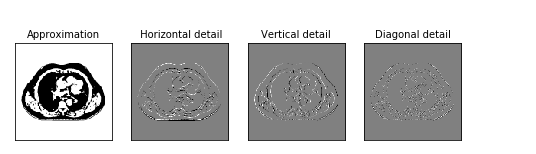 Approximation
Horizontal detail
Vertical detail
Diagonal detail